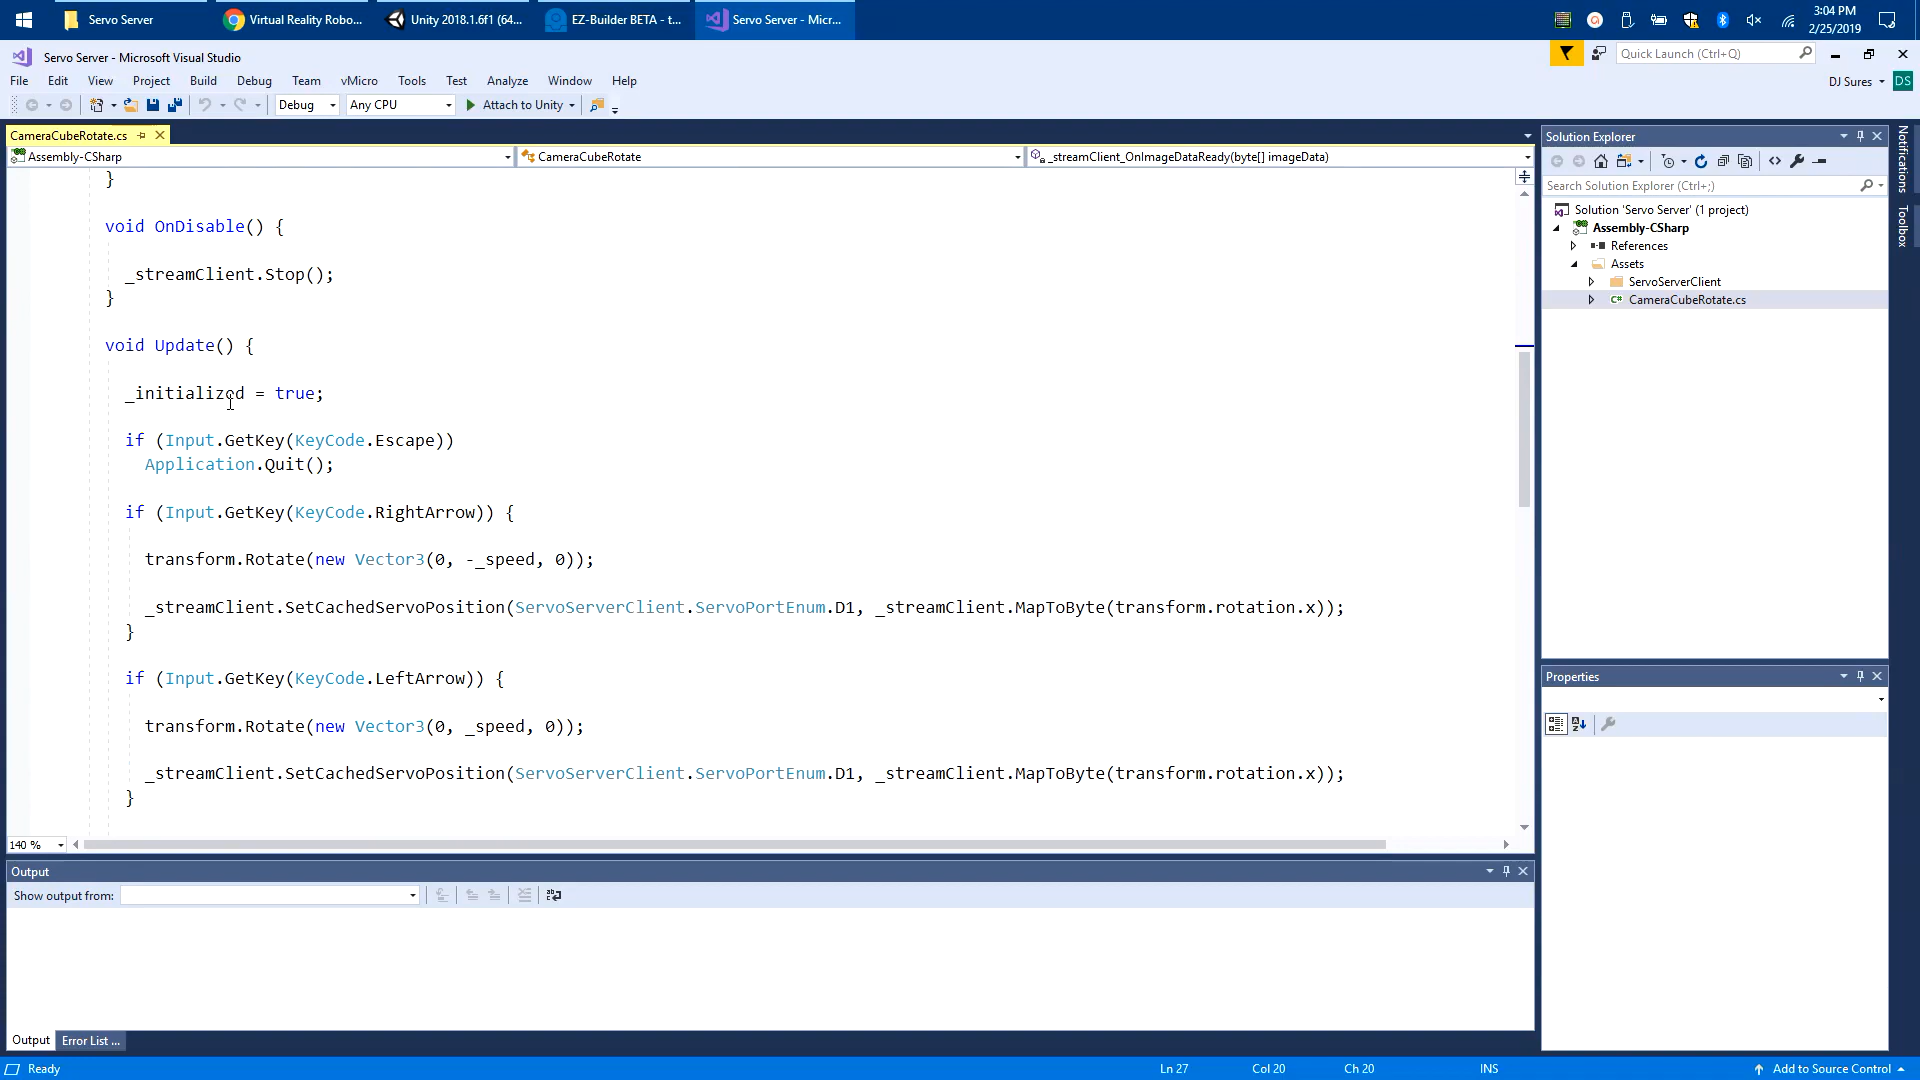 Servo Server
Virtual Reality Robo...
Unity 2018.1.6f1 (64...
EZ-Builder BETA - t...
Servo Server - Micr...
3:04 PM
2/25/2019
Servo Server - Microsoft Visual Studio
Quick Launch (Ctrl+Q)
File Edit View Project Build Debug Team vMicro Tools Test Analyze Window Help
DJ Sures
DS
Debug
Any CPU
Attach to Unity
CameraCubeRotate.cs
Assembly-CSharp
CameraCubeRotate
_streamClient_OnImageDataReady(byte[] imageData)
}
void OnDisable() {
_streamClient.Stop();
}
void Update() {
_initialized = true;
if (Input.GetKey(KeyCode.Escape))
Application.Quit();
if (Input.GetKey(KeyCode.RightArrow)) {
transform.Rotate(new Vector3(0, -_speed, 0));
_streamClient.SetCachedServoPosition(ServoServerClient.ServoPortEnum.D1, _streamClient.MapToByte(transform.rotation.x));
}
if (Input.GetKey(KeyCode.LeftArrow)) {
transform.Rotate(new Vector3(0, _speed, 0));
_streamClient.SetCachedServoPosition(ServoServerClient.ServoPortEnum.D1, _streamClient.MapToByte(transform.rotation.x));
}
140 %
Output
Show output from:
Output
Error List ...
Solution Explorer
Search Solution Explorer (Ctrl+;)
Solution 'Servo Server' (1 project)
Assembly-CSharp
References
Assets
ServoServerClient
CameraCubeRotate.cs
Properties
Notifications
Toolbox
Ready
Ln 27
Col 20
Ch 20
INS
Add to Source Control